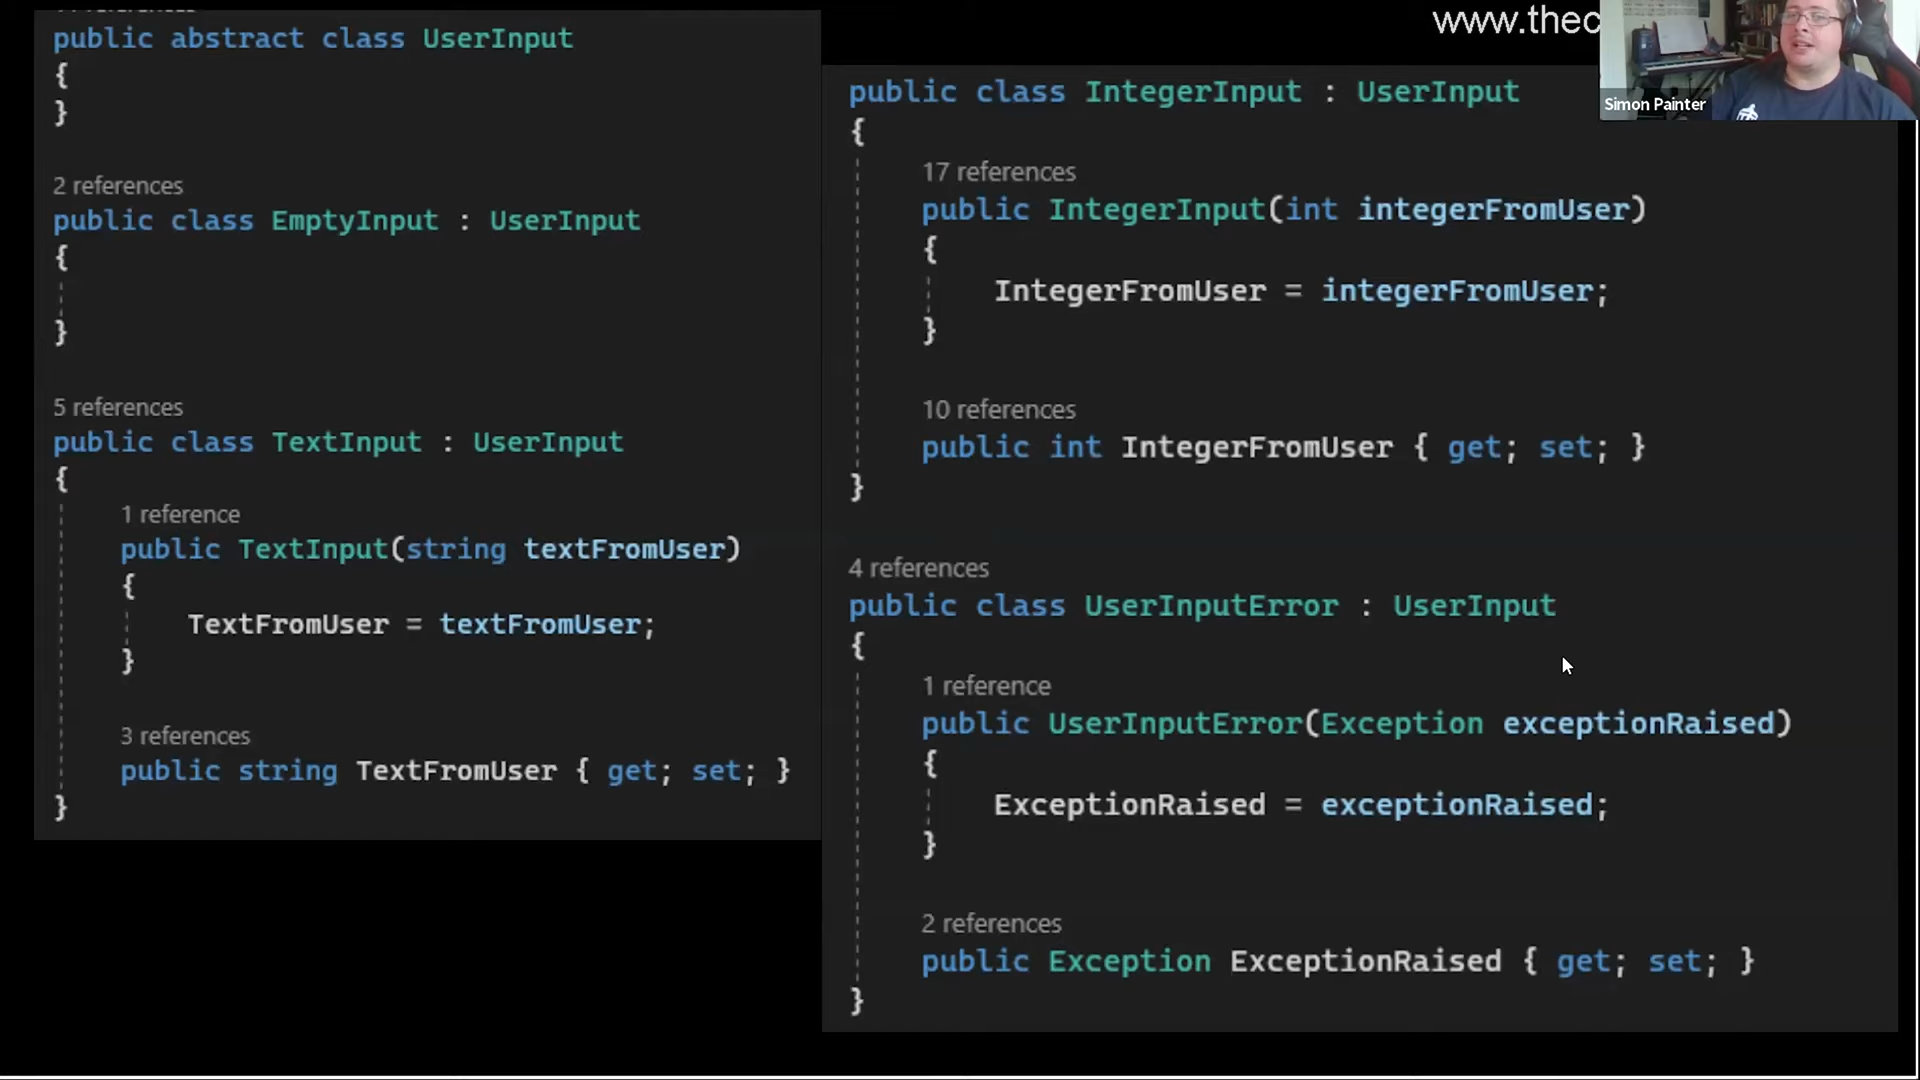 public abstract class UserInput
{
}
2 references
public class EmptyInput : UserInput
{
}
5 references
public class TextInput : UserInput
{
1 reference
public TextInput(string textFromUser)
{
TextFromUser = textFromUser;
}
3 references
public string TextFromUser { get; set; }
}
www.thec
public class IntegerInput : UserInput
{
17 references
public IntegerInput(int integerFromUser)
{
IntegerFromUser = integerFromUser;
}
10 references
public int IntegerFromUser { get; set; }
}
4 references
public class UserInputError : UserInput
{
1 reference
public UserInputError(Exception exceptionRaised)
{
ExceptionRaised = exceptionRaised;
}
2 references
public Exception ExceptionRaised { get; set; }
}
Simon Painter